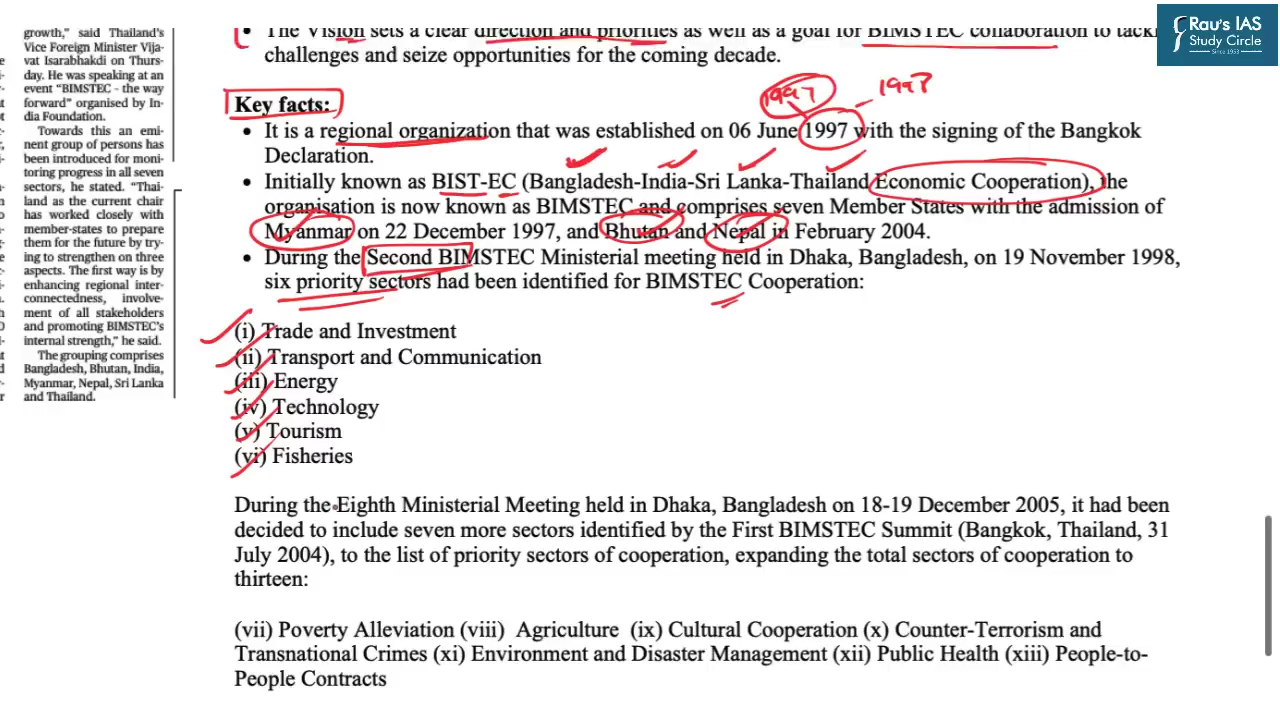 growth,” said Thailand’s
Vice Foreign Minister Vija-
vat Isarabhakdi on Thurs-
day. He was speaking at an
event “BIMSTEC - the way
forward” organised by In-
dia Foundation.
Towards this an emi-
nent group of persons has
been introduced for moni-
toring progress in all seven
sectors, he stated. “Thai-
land as the current chair
has worked closely with
member-states to prepare
them for the future by try-
ing to strengthen on three
aspects. The first way is by
enhancing regional inter-
connectedness, involve-
ment of all stakeholders
and promoting BIMSTEC’s
internal strength,” he said.
The grouping comprises
Bangladesh, Bhutan, India,
Myanmar, Nepal, Sri Lanka
and Thailand.
Rau's IAS
Study Circle
Since 1953
• The Vision sets a clear direction and priorities as well as a goal for BIMSTEC collaboration to tackl
challenges and seize opportunities for the coming decade.
1997 1997
Key facts:
• It is a regional organization that was established on 06 June 1997 with the signing of the Bangkok
Declaration.
• Initially known as BIST-EC (Bangladesh-India-Sri Lanka-Thailand Economic Cooperation), the
organisation is now known as BIMSTEC and comprises seven Member States with the admission of
Myanmar on 22 December 1997, and Bhutan and Nepal in February 2004.
• During the Second BIMSTEC Ministerial meeting held in Dhaka, Bangladesh, on 19 November 1998,
six priority sectors had been identified for BIMSTEC Cooperation:
(i) Trade and Investment
(ii) Transport and Communication
(iii) Energy
(iv) Technology
(v) Tourism
(vi) Fisheries
During the Eighth Ministerial Meeting held in Dhaka, Bangladesh on 18-19 December 2005, it had been
decided to include seven more sectors identified by the First BIMSTEC Summit (Bangkok, Thailand, 31
July 2004), to the list of priority sectors of cooperation, expanding the total sectors of cooperation to
thirteen:
(vii) Poverty Alleviation (viii) Agriculture (ix) Cultural Cooperation (x) Counter-Terrorism and
Transnational Crimes (xi) Environment and Disaster Management (xii) Public Health (xiii) People-to-
People Contracts